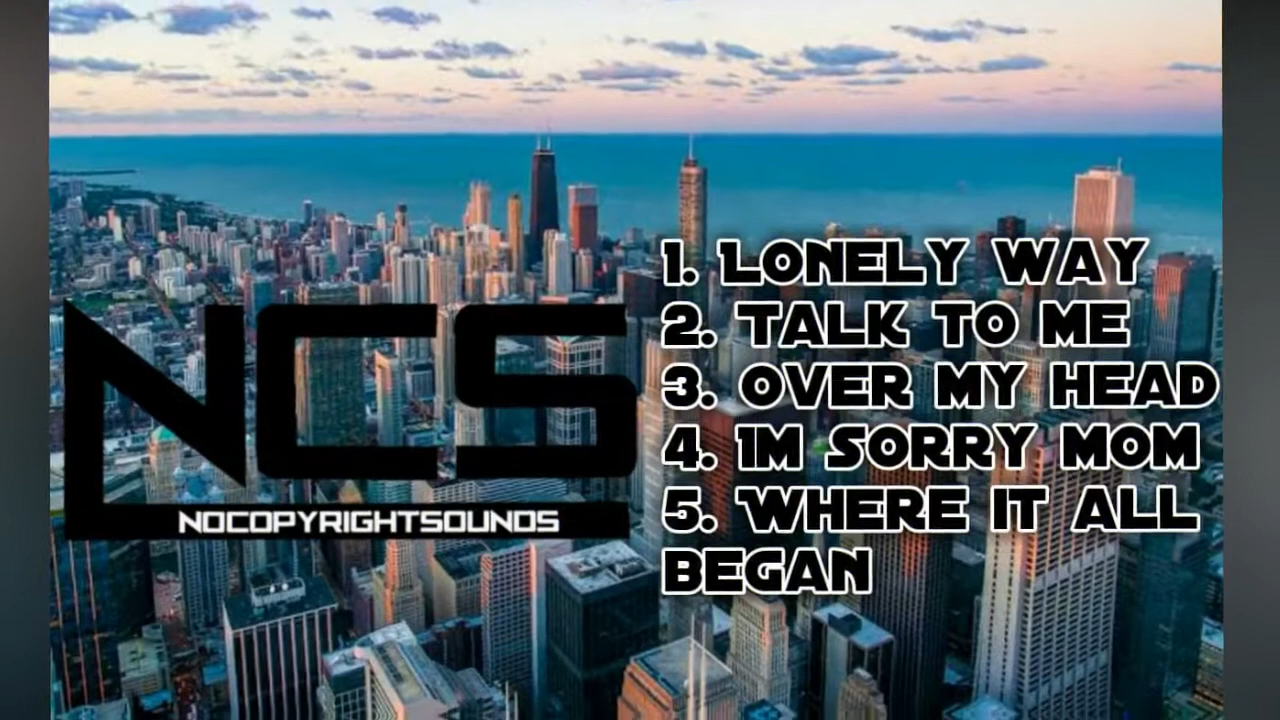 NCS
NOCOPYRIGHTSOUNDS
1. LONELY WAY
2. TALK TO ME
3. OVER MY HEAD
4. IM SORRY MOM
5. WHERE IT ALL
BEGAN